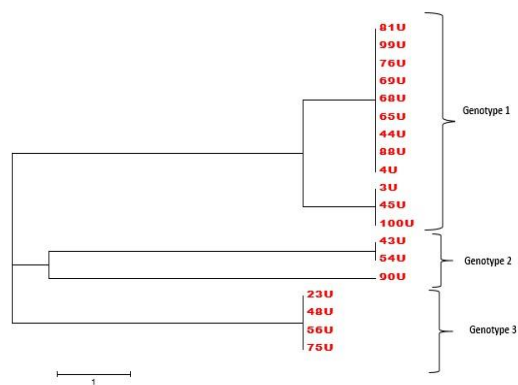 81U
99U
76U
69U
68U
65U
44U
88U
4U
3U
45U
100U
Genotype 1
43U
54U
90U
Genotype 2
23U
48U
56U
75U
Genotype 3
1